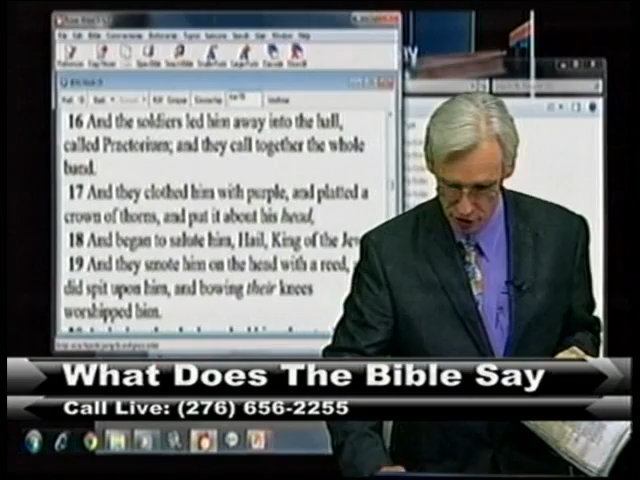 16 And the soldiers led him away into the hall,
called Praetorium; and they call together the whole
band.
17 And they clothed him with purple, and platted a
crown of thorns, and put it about his head,
18 And began to salute him, Hail, King of the Jew
19 And they smote him on the head with a reed,
did spit upon him, and bowing their knees
worshipped him.
What Does The Bible Say
Call Live: (276) 656-2255